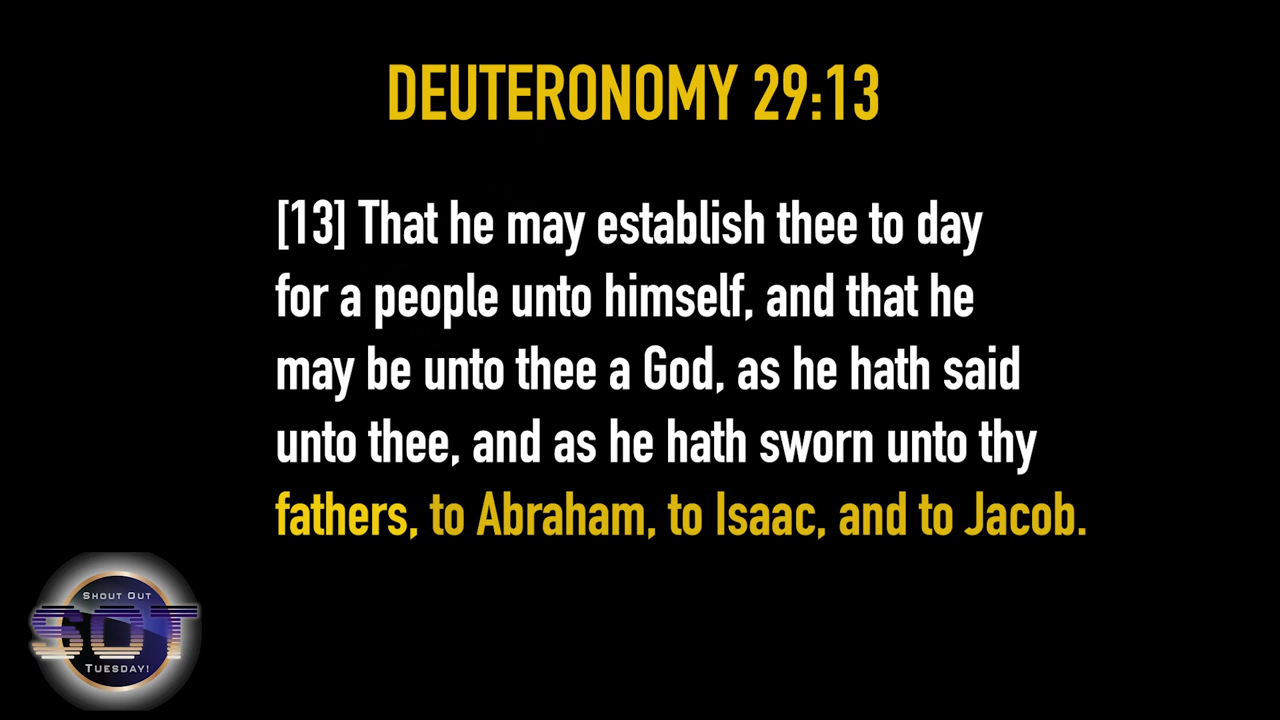 DEUTERONOMY 29:13
[13] That he may establish thee to day
for a people unto himself, and that he
may be unto thee a God, as he hath said
unto thee, and as he hath sworn unto thy
fathers, to Abraham, to Isaac, and to Jacob.
SHOUT OUT
SOT
TUESDAY!